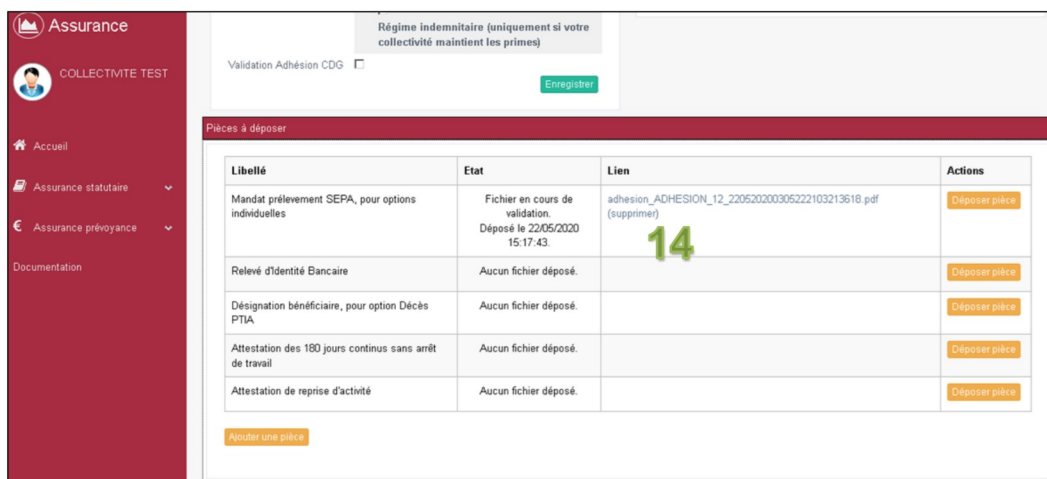 Assurance
COLLECTIVITE TEST
Accueil
Assurance statutaire
Assurance prévoyance
Documentation
Régime indemnitaire (uniquement si votre
collectivité maintient les primes)
Validation Adhésion CDG
Enregistrer
Pièces à déposer
Libellé Etat Lien Actions
Mandat prélevement SEPA, pour options
individuelles
Fichier en cours de
validation.
Déposé le 22/05/2020
15:17:43.
adhesion_ADHESION_12_220520200305222103213618.pdf
(supprimer)
14
Déposer pièce
Relevé d'Identité Bancaire Aucun fichier déposé. Déposer pièce
Désignation bénéficiaire, pour option Décès
PTIA
Aucun fichier déposé. Déposer pièce
Attestation des 180 jours continus sans arrêt
de travail
Aucun fichier déposé. Déposer pièce
Attestation de reprise d'activité Aucun fichier déposé. Déposer pièce
Ajouter une pièce